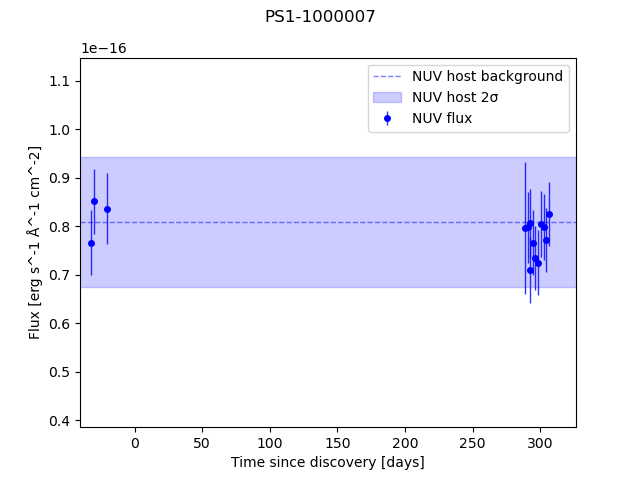 PS1-1000007
1e−16
NUV host background
NUV host 2σ
NUV flux
1.1
1.0
0.9
0.8
0.7
0.6
0.5
0.4
Flux [erg s^-1 Å^-1 cm^-2]
0 50 100 150 200 250 300
Time since discovery [days]